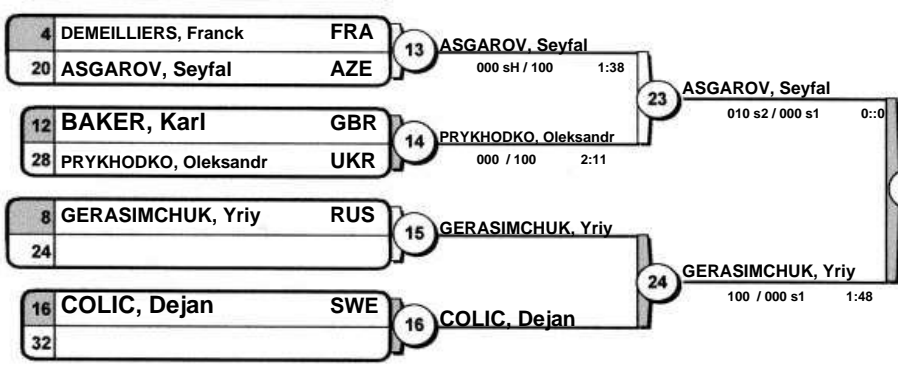 4 DEMEILLIERS, Franck FRA
20 ASGAROV, Seyfal AZE
13 ASGAROV, Seyfal
000 sH / 100 1:38
12 BAKER, Karl GBR
28 PRYKHODKO, Oleksandr UKR
14 PRYKHODKO, Oleksandr
000 / 100 2:11
23 ASGAROV, Seyfal
010 s2 / 000 s1 0::0
8 GERASIMCHUK, Yriy RUS
24
15 GERASIMCHUK, Yriy
16 COLIC, Dejan SWE
32
16 COLIC, Dejan
24 GERASIMCHUK, Yriy
100 / 000 s1 1:48